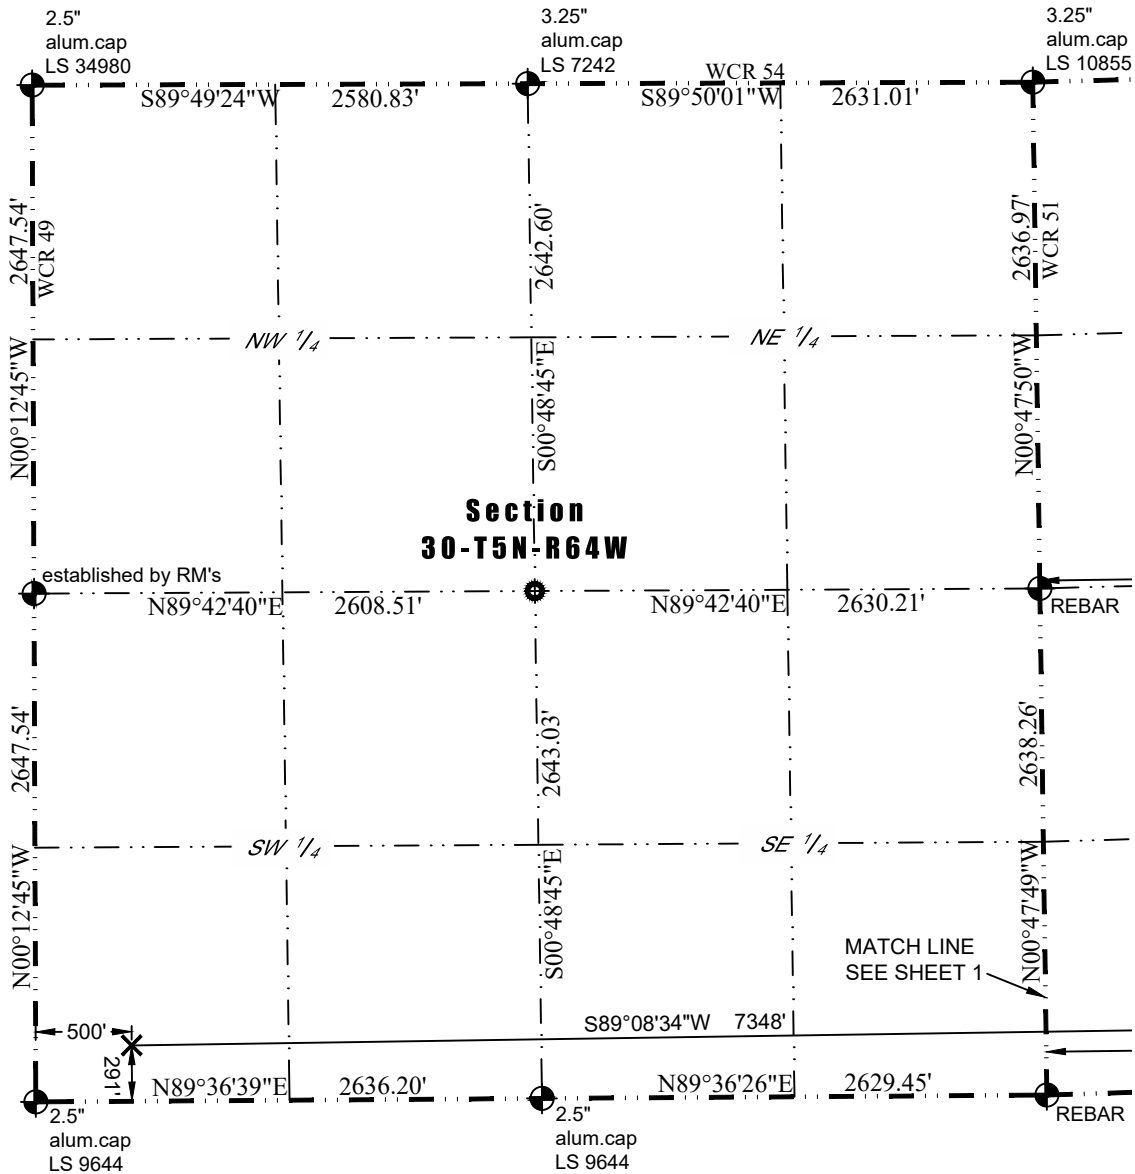 2.5"
alum.cap
LS 34980
3.25"
alum.cap
LS 7242
3.25"
alum.cap
LS 10855
WCR 54
S89°49'24"W 2580.83'
S89°50'01"W 2631.01'
2647.54'
WCR 49
2642.60'
2636.97'
WCR 51
NW 1/4
NE 1/4
N00°12'45"W
S00°48'45"E
N00°47'50"W
Section
30-T5N-R64W
established by RM's
N89°42'40"E 2608.51'
N89°42'40"E 2630.21'
REBAR
2647.54'
2643.03'
2638.26'
SW 1/4
SE 1/4
N00°12'45"W
S00°48'45"E
N00°47'49"W
MATCH LINE
SEE SHEET 1
500'
S89°08'34"W 7348'
291'
N89°36'39"E 2636.20'
N89°36'26"E 2629.45'
2.5"
alum.cap
LS 9644
2.5"
alum.cap
LS 9644
REBAR